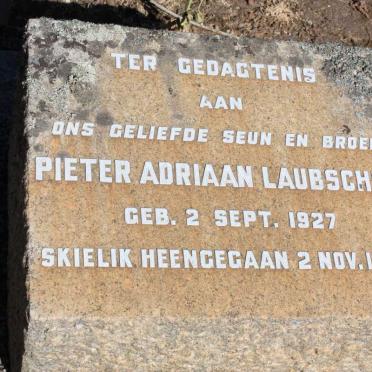 TER GEDAGTENIS
AAN
ONS GELIEFDE SEUN EN BROE
PIETER ADRIAAN LAUBSCH
GEB. 2 SEPT. 1927
SKIELIK HEENGEGAAN 2 NOV. 1